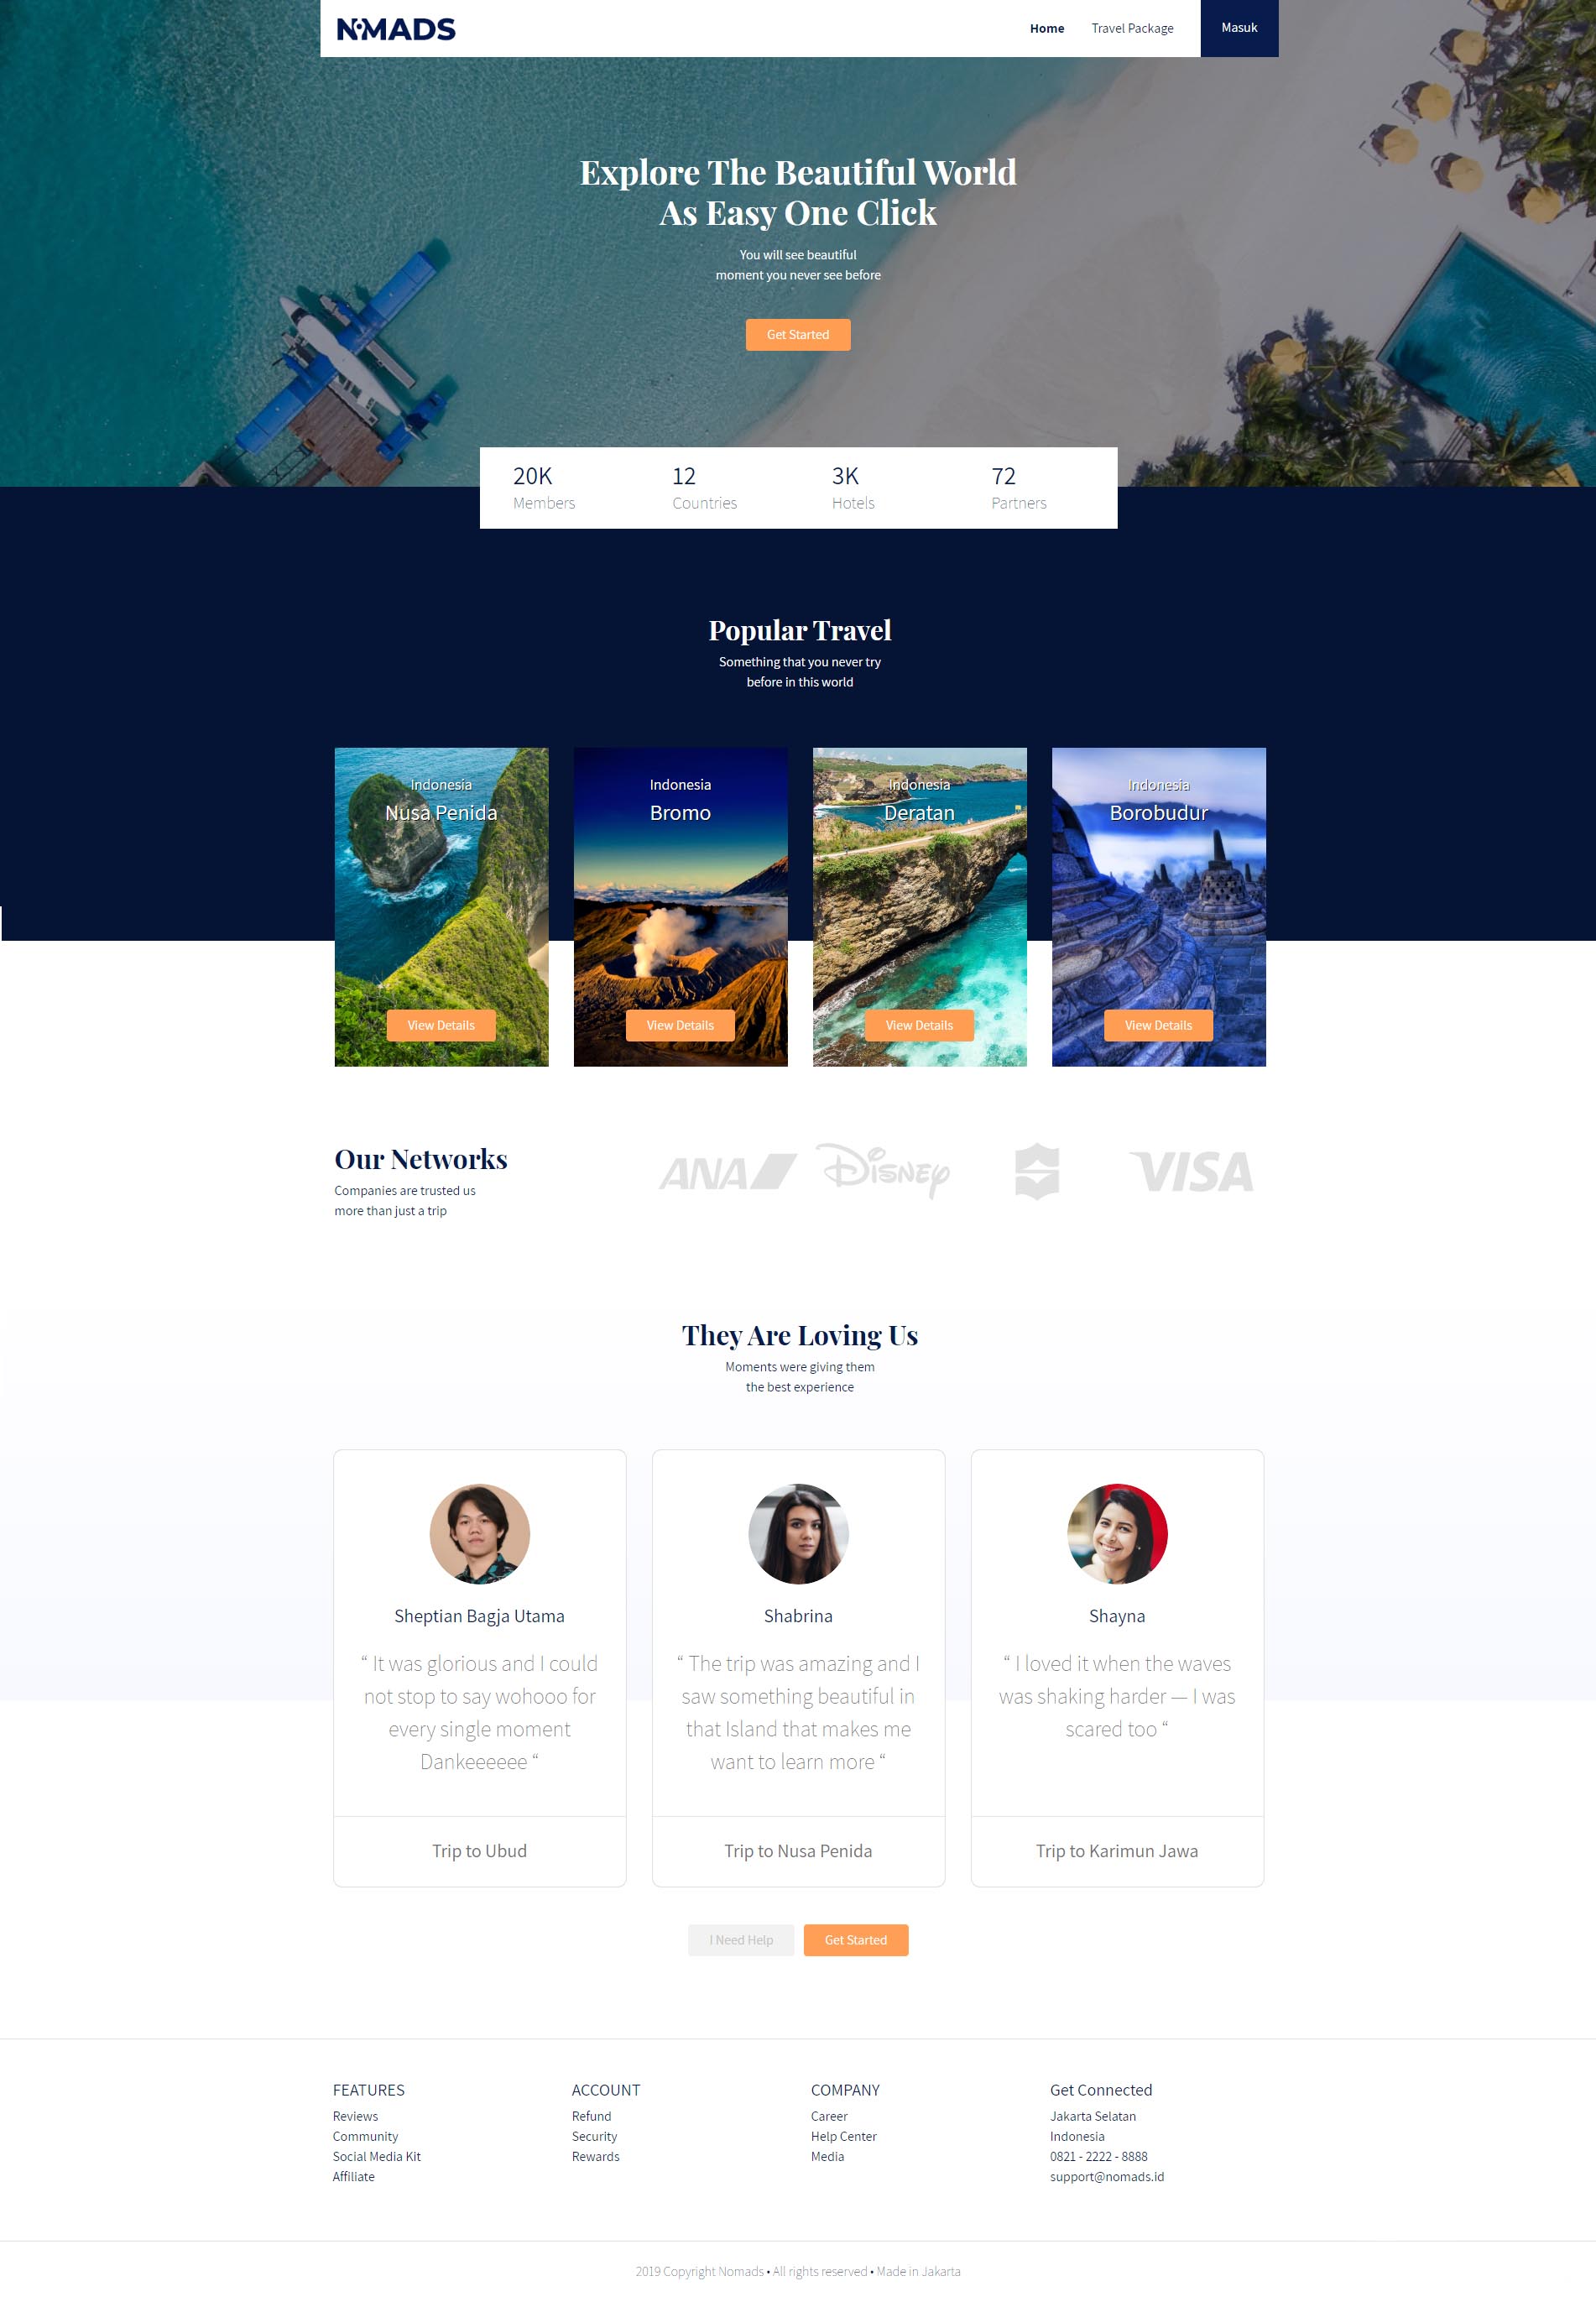 NOMADS
Home
Travel Package
Masuk
Explore The Beautiful World
As Easy One Click
You will see beautiful
moment you never see before
Get Started
20K
Members
12
Countries
3K
Hotels
72
Partners
Popular Travel
Something that you never try
before in this world
Indonesia
Nusa Penida
View Details
Indonesia
Bromo
View Details
Indonesia
Deratan
View Details
Indonesia
Borobudur
View Details
Our Networks
Companies are trusted us
more than just a trip
ANA
Disney
VISA
They Are Loving Us
Moments were giving them
the best experience
Sheptian Bagja Utama
“ It was glorious and I could
not stop to say wohooo for
every single moment
Dankeeeeee “
Trip to Ubud
Shabrina
“ The trip was amazing and I
saw something beautiful in
that Island that makes me
want to learn more “
Trip to Nusa Penida
Shayna
“ I loved it when the waves
was shaking harder — I was
scared too “
Trip to Karimun Jawa
I Need Help
Get Started
FEATURES
Reviews
Community
Social Media Kit
Affiliate
ACCOUNT
Refund
Security
Rewards
COMPANY
Career
Help Center
Media
Get Connected
Jakarta Selatan
Indonesia
0821 - 2222 - 8888
support@nomads.id
2019 Copyright Nomads • All rights reserved • Made in Jakarta